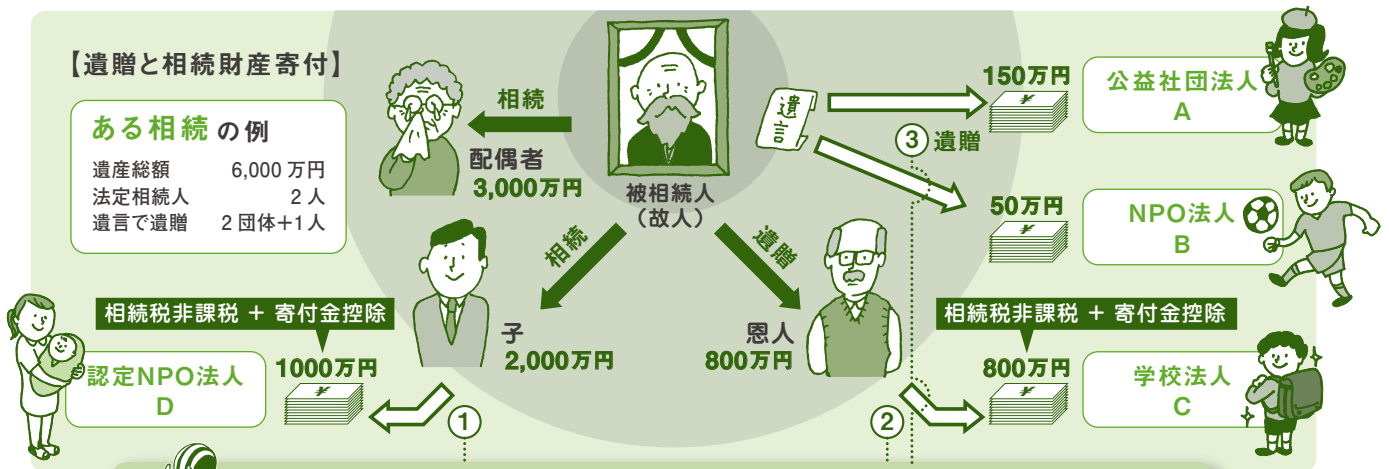 【遺贈と相続財産寄付】
ある相続 の例
遺産総額 6,000 万円
法定相続人 2 人
遺言で遺贈 2 団体+1 人
相続
配偶者
3,000万円
被相続人
(故人)
遺言
③ 遺贈
150万円
公益社団法人
A
50万円
NPO法人
B
相続
子
2,000万円
遺贈
恩人
800万円
相続税非課税 + 寄付金控除
1000万円
¥
認定NPO法人
D
①
相続税非課税 + 寄付金控除
800万円
¥
学校法人
C
②
¥
¥